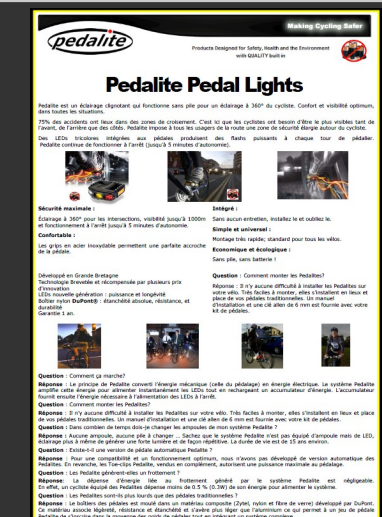 Making Cycling Safer
pedalite
Products Designed for Safety, Health and the Environment
with QUALITY built in
Pedalite Pedal Lights
Pedalite est un éclairage clignotant qui fonctionne sans pile pour un éclairage à 360° du cycliste. Confort et visibilité optimum,
dans toutes les situations.
75% des accidents ont lieux dans des zones de croisement. C'est ici que les cyclistes ont besoin d'être le plus visibles tant de
l'avant, de l'arrière que des côtés. Pedalite impose à tous les usagers de la route une zone de sécurité élargie autour du cycliste.
Des LEDs tricolores intégrées aux pédales produisent des flashs puissants à chaque tour de pédalier.
Pedalite continue de fonctionner à l'arrêt (jusqu'à 5 minutes d'autonomie).
Sécurité maximale :
Éclairage à 360° pour les intersections, visibilité jusqu'à 1000m
et fonctionnement à l'arrêt jusqu'à 5 minutes d'autonomie.
Confortable :
Les grips en acier inoxydable permettent une parfaite accroche
de la pédale.
Intégré :
Sans aucun entretien, installez le et oubliez le.
Simple et universel :
Montage très rapide; standard pour tous les vélos.
Economique et écologique :
Sans pile, sans batterie !
Développé en Grande Bretagne
Technologie Brevetée et récompensée par plusieurs prix
d'innovation
LEDs nouvelle génération : puissance et longévité
Boîtier nylon DuPont® : étanchéité absolue, résistance, et
durabilité
Garantie 1 an.
Question : Comment monter les Pedalites?
Réponse : Il n'y aucune difficulté à installer les Pedalites sur
votre vélo. Très faciles à monter, elles s'installent en lieux et
place de vos pédales traditionnelles. Un manuel
d'installation et une clé allen de 6 mm est fournie avec votre
kit de pédales.
Question : Comment ça marche?
Réponse : Le principe de Pedalite converti l'énergie mécanique (celle du pédalage) en énergie électrique. Le système Pedalite
amplifie cette énergie pour alimenter instantanément les LEDs tout en rechargeant un accumulateur d'énergie. L'accumulateur
fournit ensuite l'énergie nécessaire à l'alimentation des LEDs à l'arrêt.
Question : Comment monter les Pedalites?
Réponse : Il n'y aucune difficulté à installer les Pedalites sur votre vélo. Très faciles à monter, elles s'installent en lieux et place
de vos pédales traditionnelles. Un manuel d'installation et une clé allen de 6 mm est fournie avec votre kit de pédales.
Question : Dans combien de temps dois-je changer les ampoules de mon système Pedalite ?
Réponse : Aucune ampoule, aucune pile à changer ... Sachez que le système Pedalite n'est pas équipé d'ampoule mais de LED,
éclairage plus à même de générer une forte lumière et de façon répétitive. La durée de vie est de 15 ans environ.
Question : Existe-t-il une version de pédale automatique Pedalite ?
Réponse : Pour une compatibilité et un fonctionnement optimum, nous n'avons pas développé de version automatique de
Pedalites. En revanche, les Toe-clips Pedalite, vendus en complément, autorisent une puissance maximale au pédalage.
Question : Les Pedalite génèrent-elles un frottement ?
Réponse: La dépense d'énergie liée au frottement généré par le système Pedalite est négligeable.
En effet, un cycliste équipé des Pedalites dépense moins de 0.5 % (0.3W) de son énergie pour alimenter le système.
Question : Les Pedalites sont-ils plus lourds que des pédales traditionnelles ?
Réponse : Le boîtiers des pédales est moulé dans un matériau composite (Zytel, nylon et fibre de verre) développé par DuPont.
Ce matériau associe légèreté, résistance et étanchéité et s'avère plus léger que l'aluminium ce qui permet à un jeu de pédale
Pedalite de s'inscrire dans la moyenne des poids de pédales tout en intégrant un système complexe.